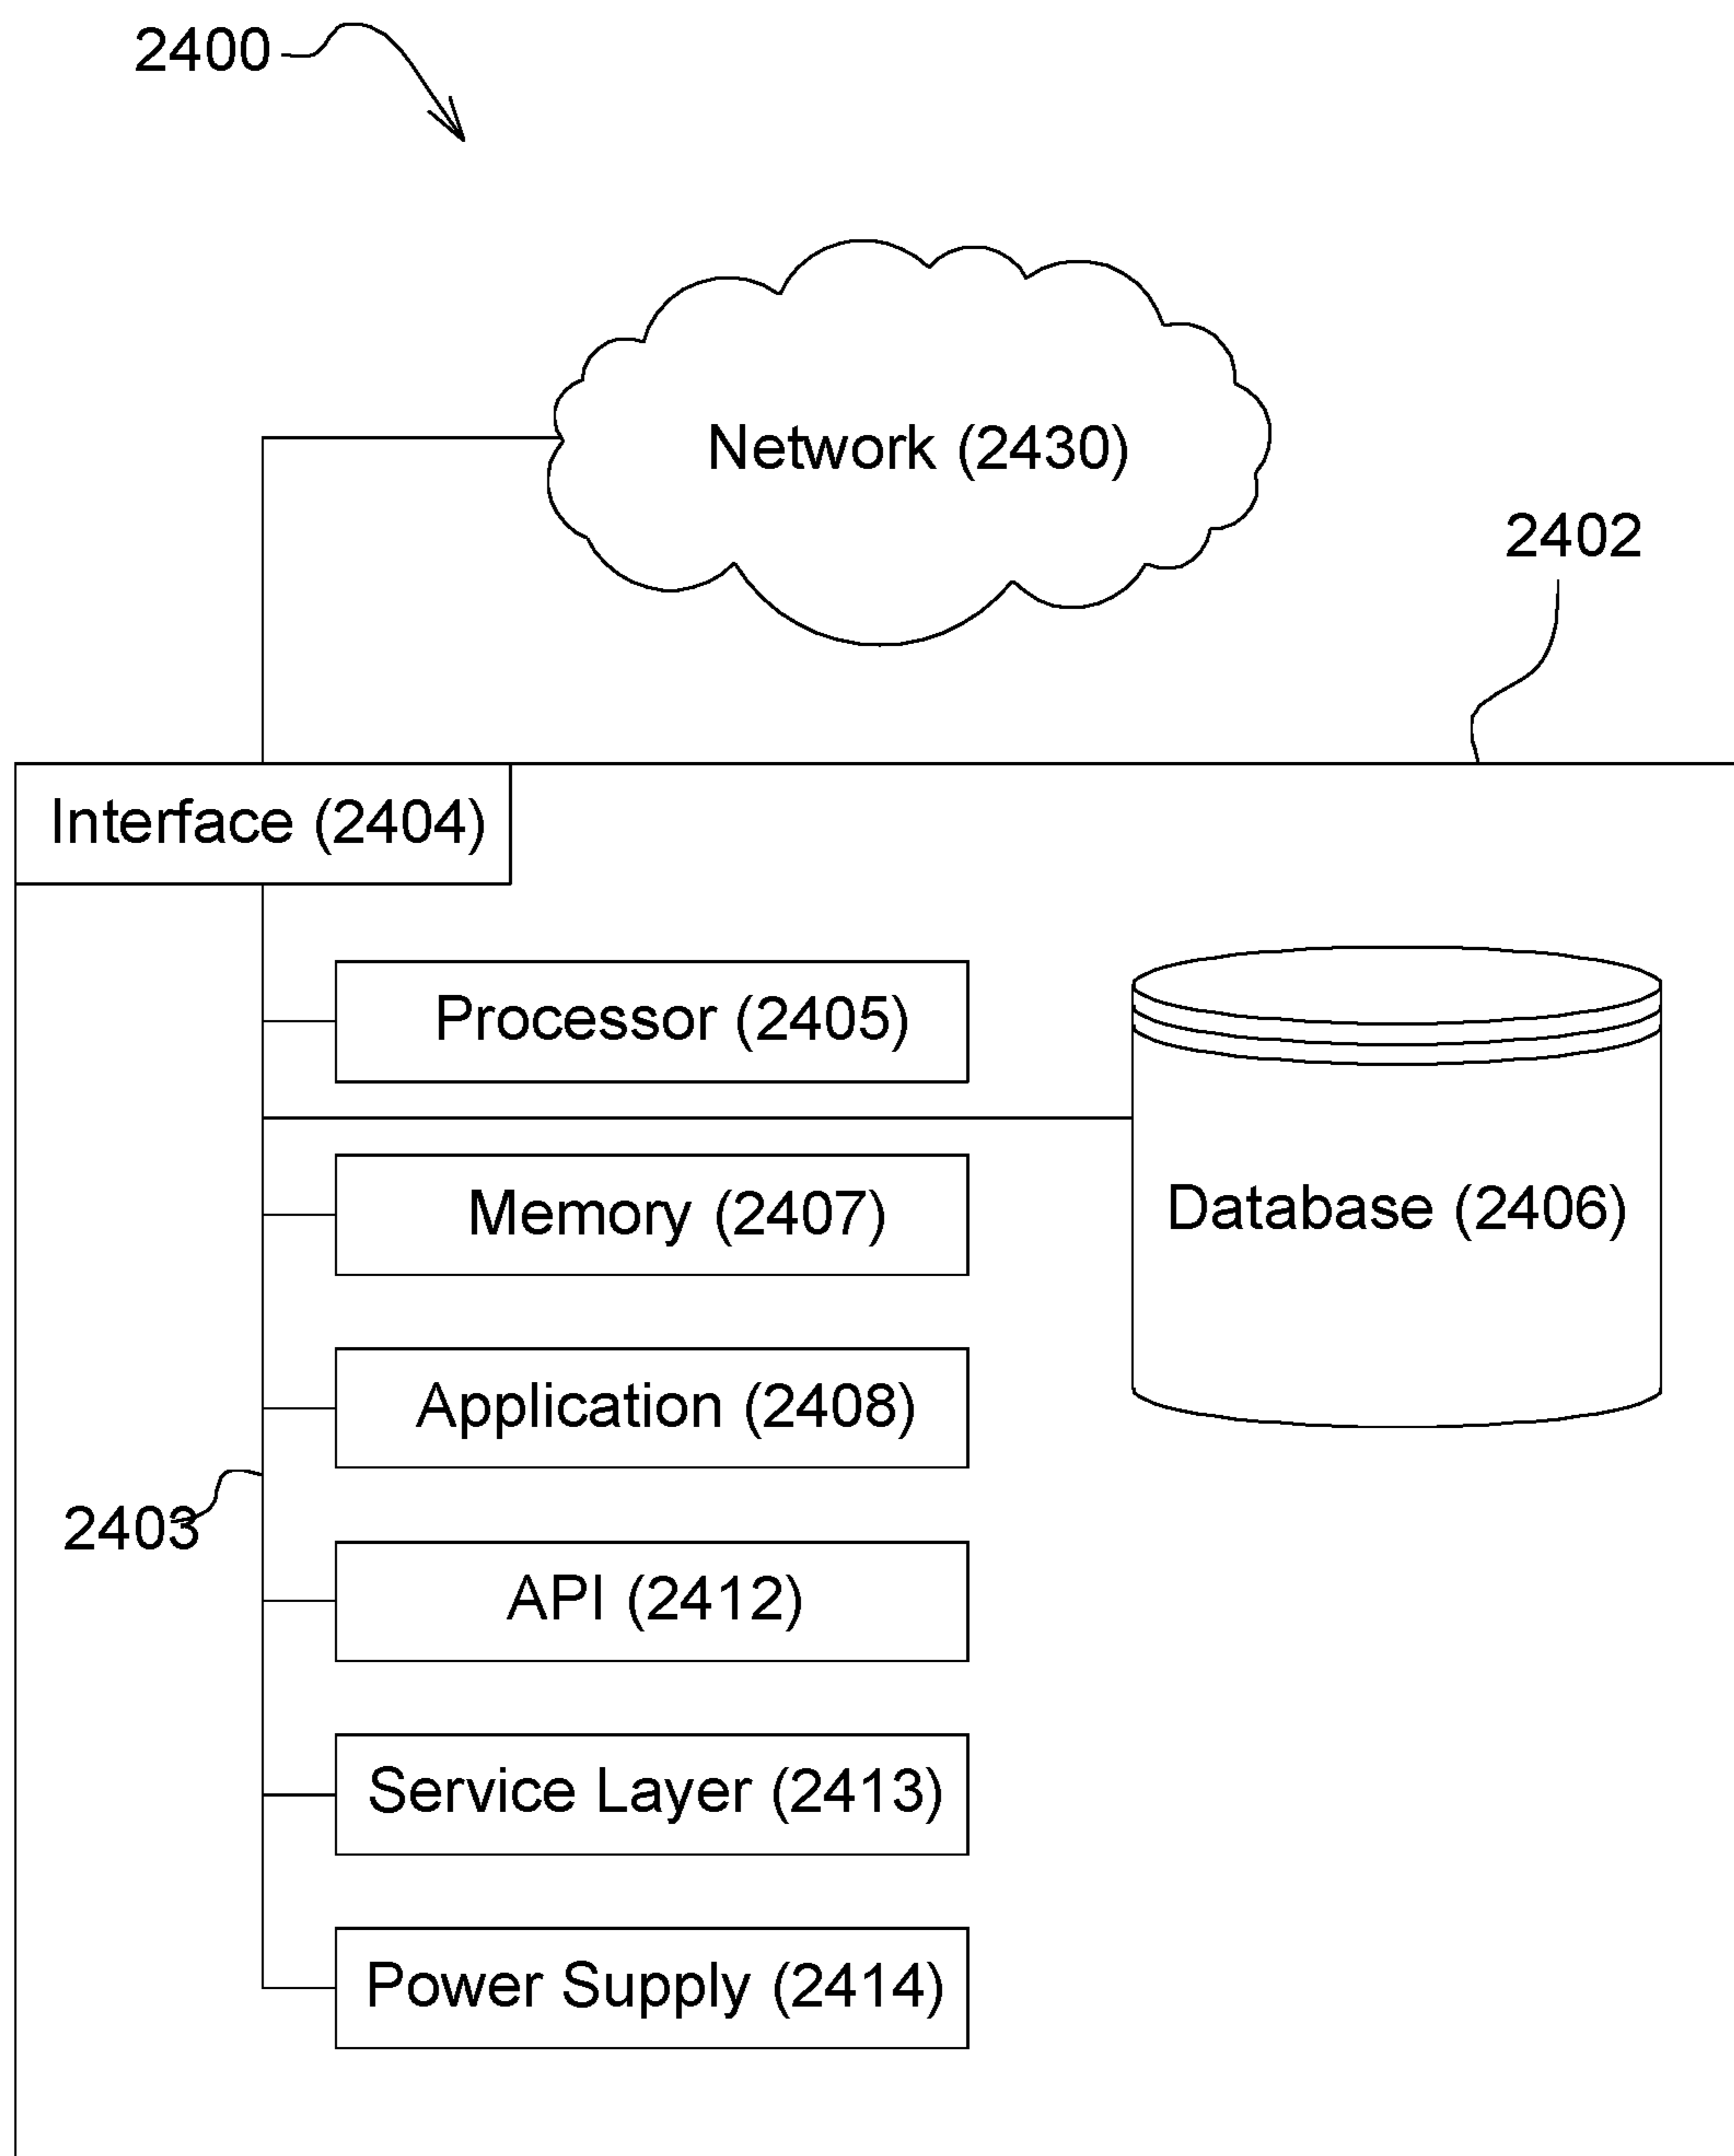 2400
Network (2430)
2402
Interface (2404)
Processor (2405)
Memory (2407)
Database (2406)
Application (2408)
2403
API (2412)
Service Layer (2413)
Power Supply (2414)